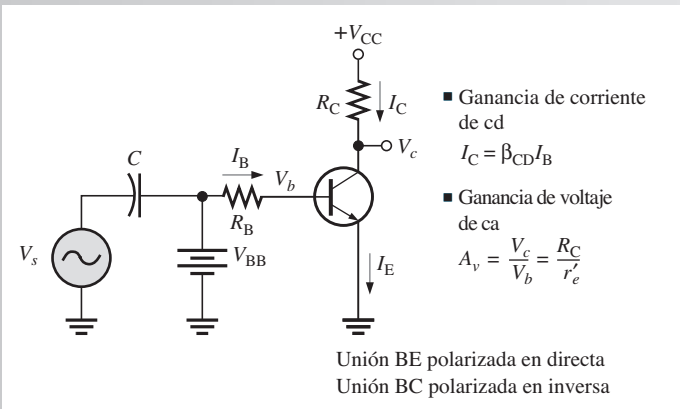 +V_CC
R_C
I_C
V_c
C
I_B
V_b
R_B
V_s
V_BB
I_E
■ Ganancia de corriente
de cd
I_C = β_CD I_B
■ Ganancia de voltaje
de ca
A_v = V_c / V_b = R_C / r'_e
Unión BE polarizada en directa
Unión BC polarizada en inversa